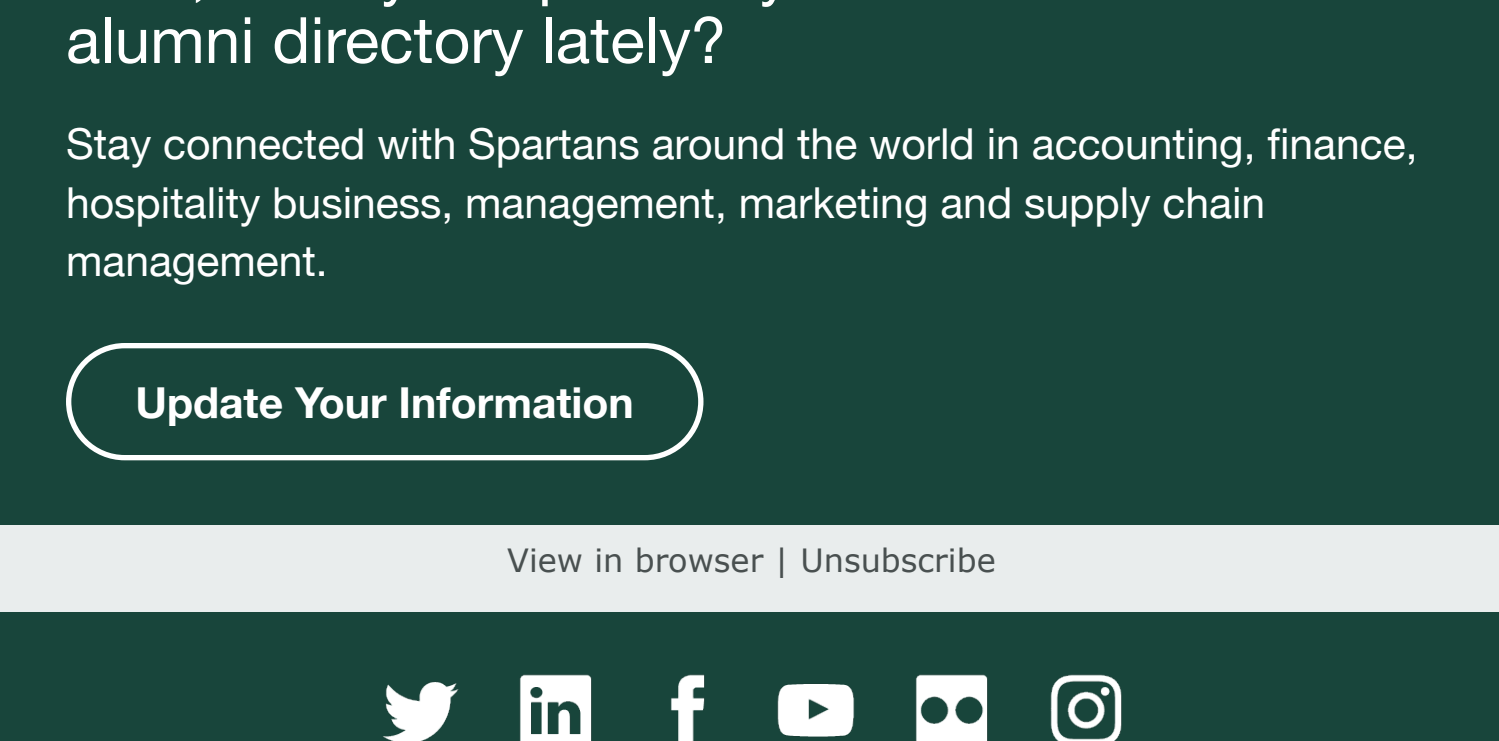 alumni directory lately?
Stay connected with Spartans around the world in accounting, finance,
hospitality business, management, marketing and supply chain
management.
Update Your Information
View in browser | Unsubscribe
in